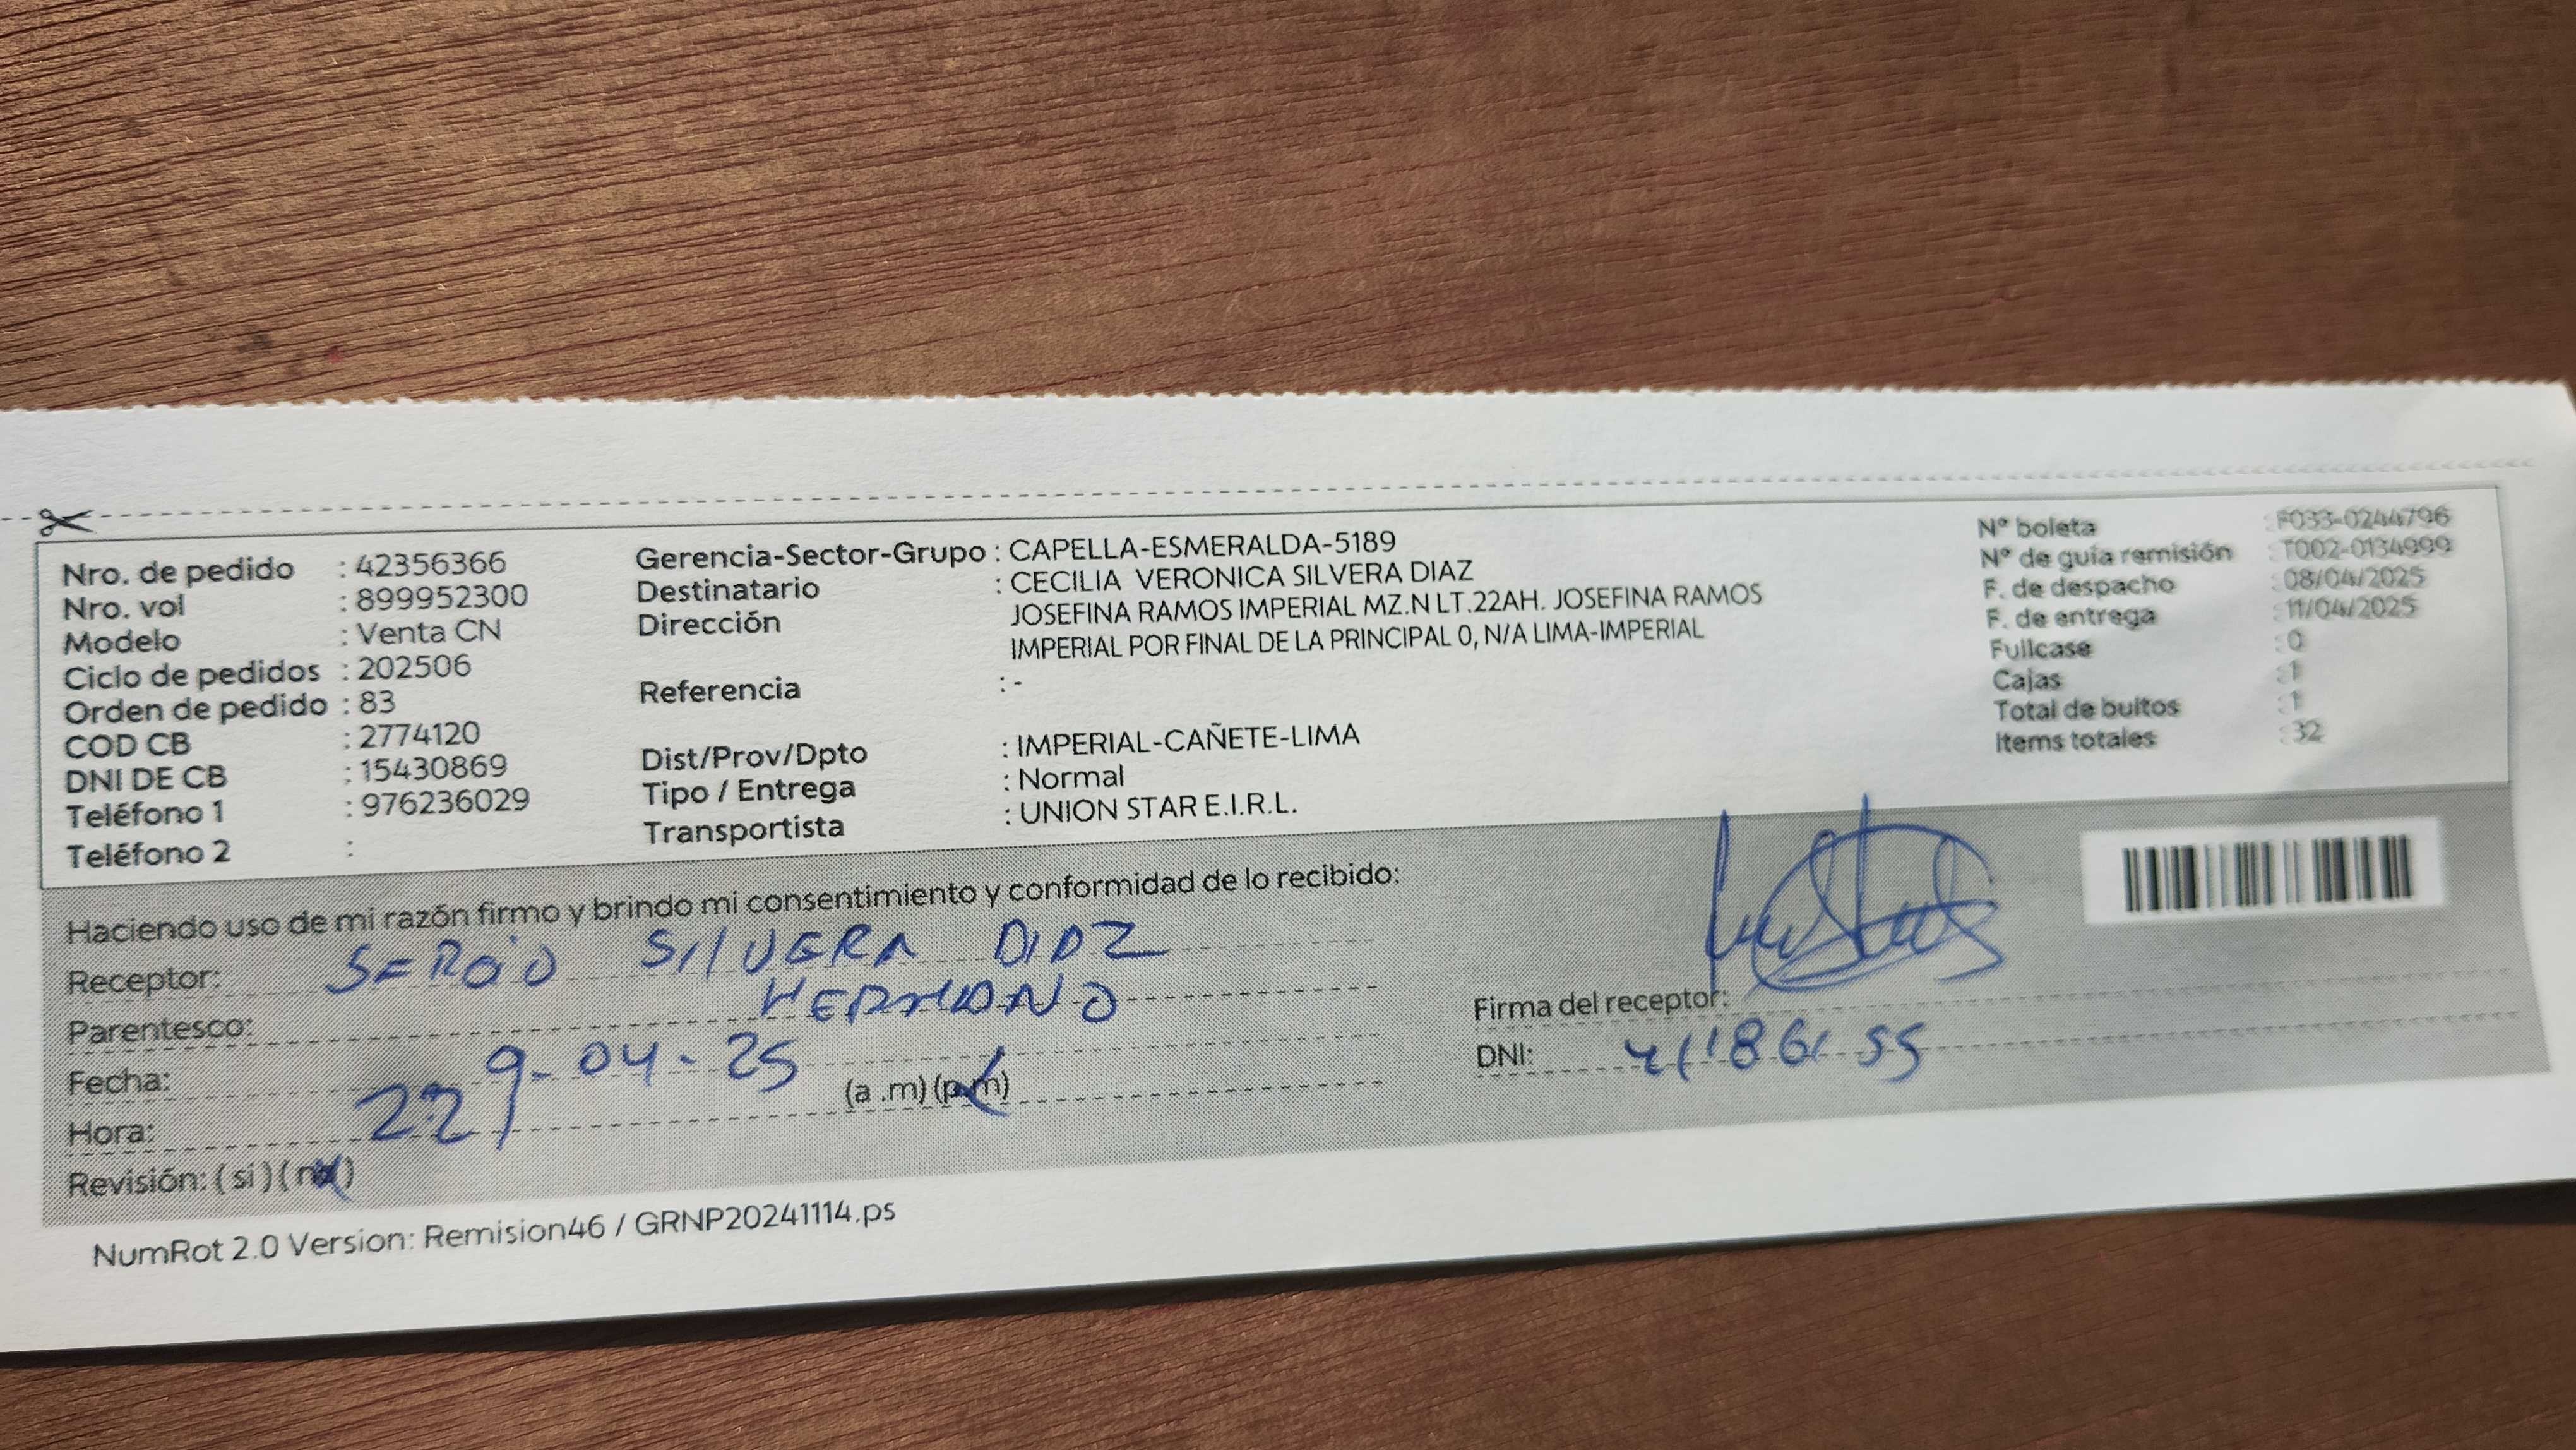 Nro. de pedido : 42356366
Nro. vol : 899952300
Modelo : Venta CN
Ciclo de pedidos : 202506
Orden de pedido : 83
COD CB : 2774120
DNI DE CB : 15430869
Teléfono 1 : 976236029
Teléfono 2 :
Gerencia-Sector-Grupo : CAPELLA-ESMERALDA-5189
Destinatario : CECILIA VERONICA SILVERA DIAZ
Dirección JOSEFINA RAMOS IMPERIAL MZ.N LT.22AH. JOSEFINA RAMOS
IMPERIAL POR FINAL DE LA PRINCIPAL 0, N/A LIMA-IMPERIAL
Referencia : -
Dist/Prov/Dpto : IMPERIAL-CAÑETE-LIMA
Tipo / Entrega : Normal
Transportista : UNION STAR E.I.R.L.
N° boleta : F033-0244796
N° de guía remisión : T002-0134999
F. de despacho : 08/04/2025
F. de entrega : 11/04/2025
Fullcase : 0
Cajas : 1
Total de bultos : 1
Items totales : 32
Haciendo uso de mi razón firmo y brindo mi consentimiento y conformidad de lo recibido:
Receptor: SILVERA DIAZ
Parentesco: HERMANO
Fecha: 9-04-25
Hora: (a .m) (p.m)
Revisión: ( si ) ( no )
Firma del receptor:
DNI:
NumRot 2.0 Version: Remision46 / GRNP20241114.ps